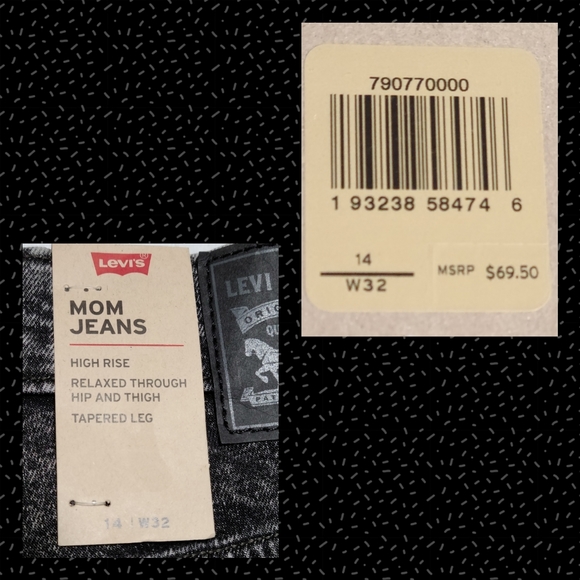 790770000
1 93238 58474 6
14
W32
MSRP $69.50
Levi's®
MOM
JEANS
HIGH RISE
RELAXED THROUGH
HIP AND THIGH
TAPERED LEG
14 W32
LEVI